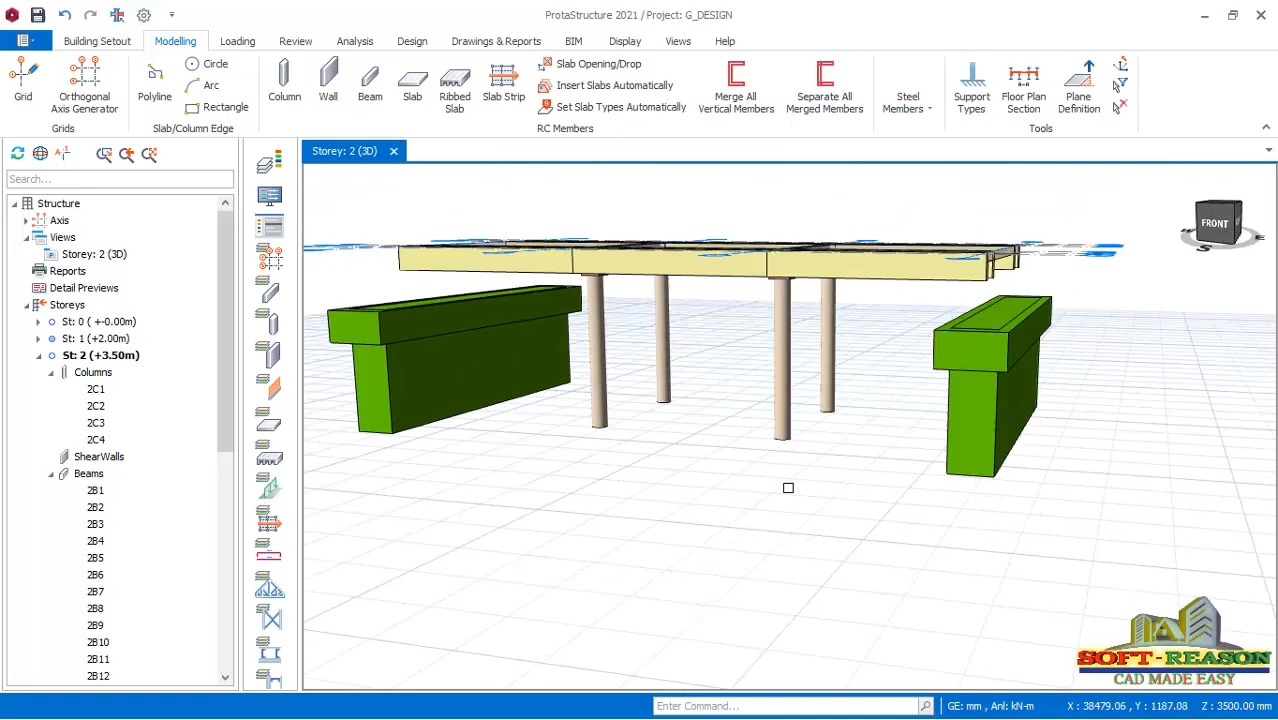 ProtaStructure 2021 / Project: G_DESIGN
Building Setout
Modelling
Loading
Review
Analysis
Design
Drawings & Reports
BIM
Display
Views
Help
Grid
Orthogonal
Axis Generator
Grids
Polyline
Circle
Arc
Rectangle
Slab/Column Edge
Column
Wall
Beam
Slab
Ribbed
Slab
Slab Strip
Slab Opening/Drop
Insert Slabs Automatically
Set Slab Types Automatically
Merge All
Vertical Members
Separate All
Merged Members
RC Members
Steel
Members
Support
Types
Floor Plan
Section
Plane
Definition
Tools
Storey: 2 (3D)
Search...
Structure
Axis
Views
Storey: 2 (3D)
Reports
Detail Previews
Storeys
St: 0 ( +-0.00m)
St: 1 (+2.00m)
St: 2 (+3.50m)
Columns
2C1
2C2
2C3
2C4
ShearWalls
Beams
2B1
2B2
2B3
2B4
2B5
2B6
2B7
2B8
2B9
2B10
2B11
2B12
FRONT
S
SOFT-REASON
CAD MADE EASY
Enter Command...
GE: mm , Anl: kN-m
X : 38479.06 , Y : 1187.08
Z : 3500.00 mm